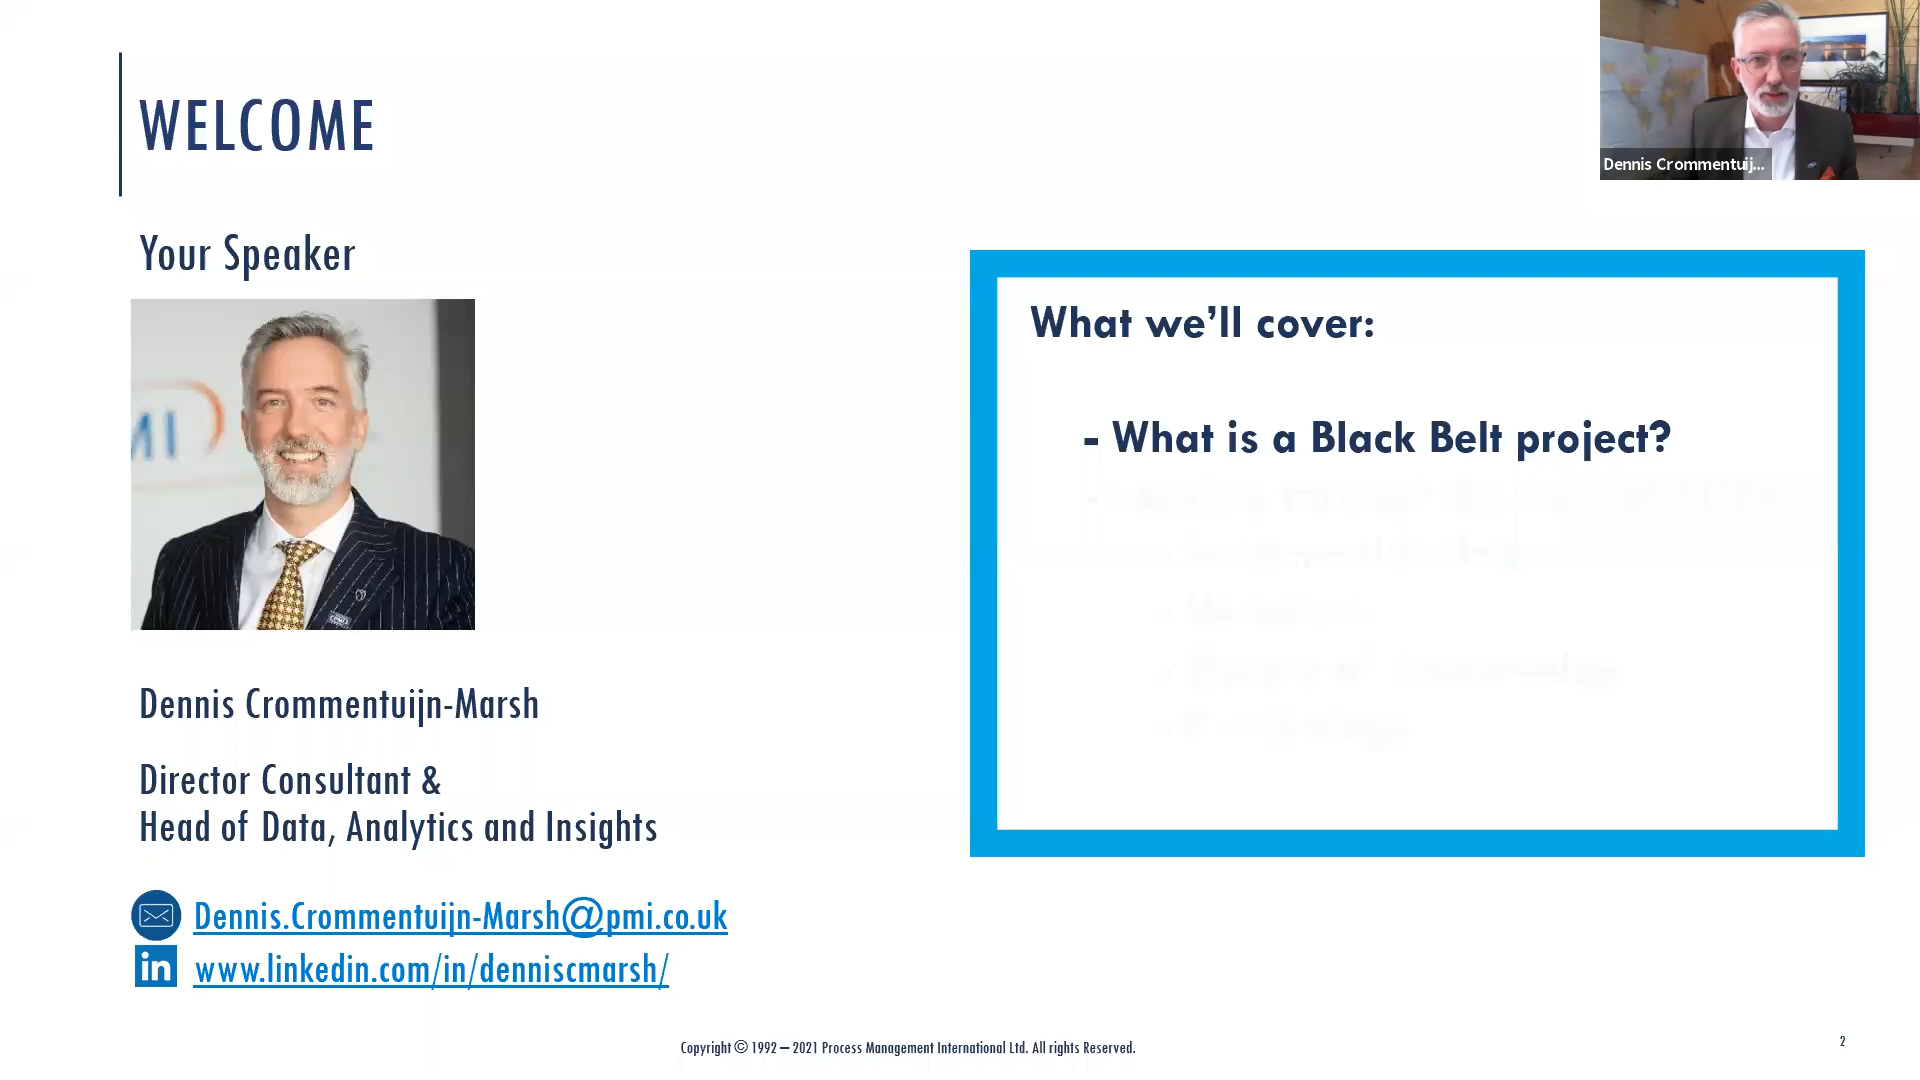 WELCOME
Dennis Crommentuij...
Your Speaker
MI
Dennis Crommentuijn-Marsh
Director Consultant &
Head of Data, Analytics and Insights
Dennis.Crommentuijn-Marsh@pmi.co.uk
in www.linkedin.com/in/denniscmarsh/
What we’ll cover:
- What is a Black Belt project?
Copyright © 1992 – 2021 Process Management International Ltd. All rights Reserved.
2